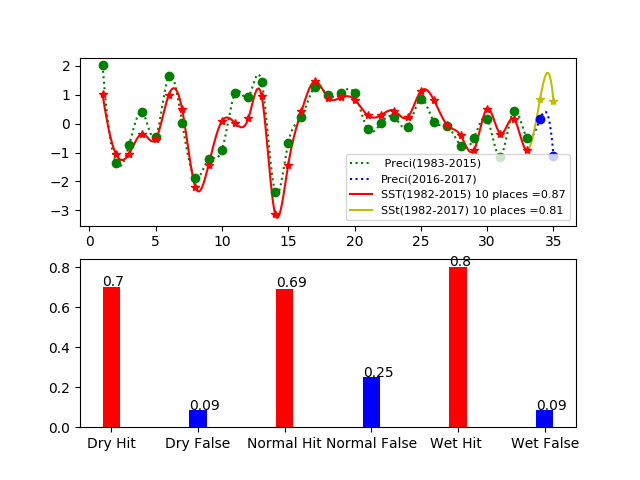 2
1
0
−1
−2
−3
0 5 10 15 20 25 30 35
Preci(1983-2015)
Preci(2016-2017)
SST(1982-2015) 10 places =0.87
SSt(1982-2017) 10 places =0.81
0.8
0.6
0.4
0.2
0.0
0.7
0.09
0.69
0.25
0.8
0.09
Dry Hit Dry False Normal Hit Normal False Wet Hit Wet False